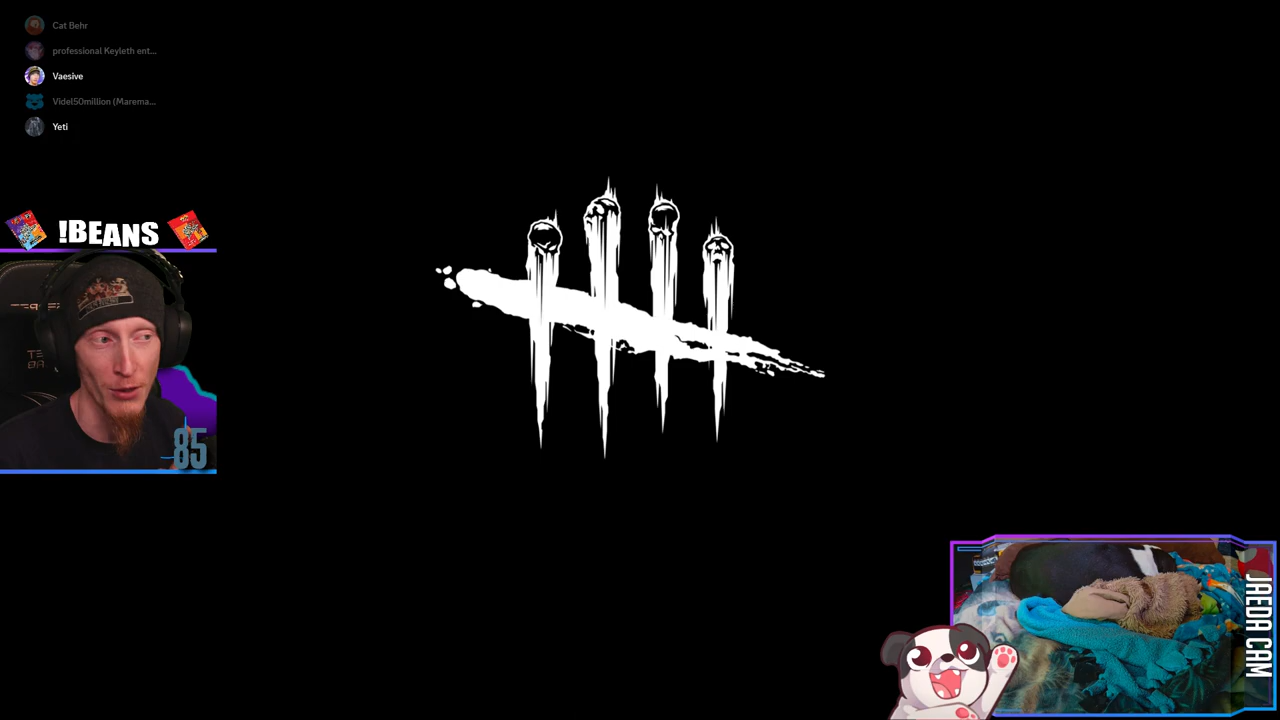 Cat Behr
professional Keyleth ent...
Vaesive
Videl50million (Marema...
Yeti
!BEANS
85
JAEDA CAM